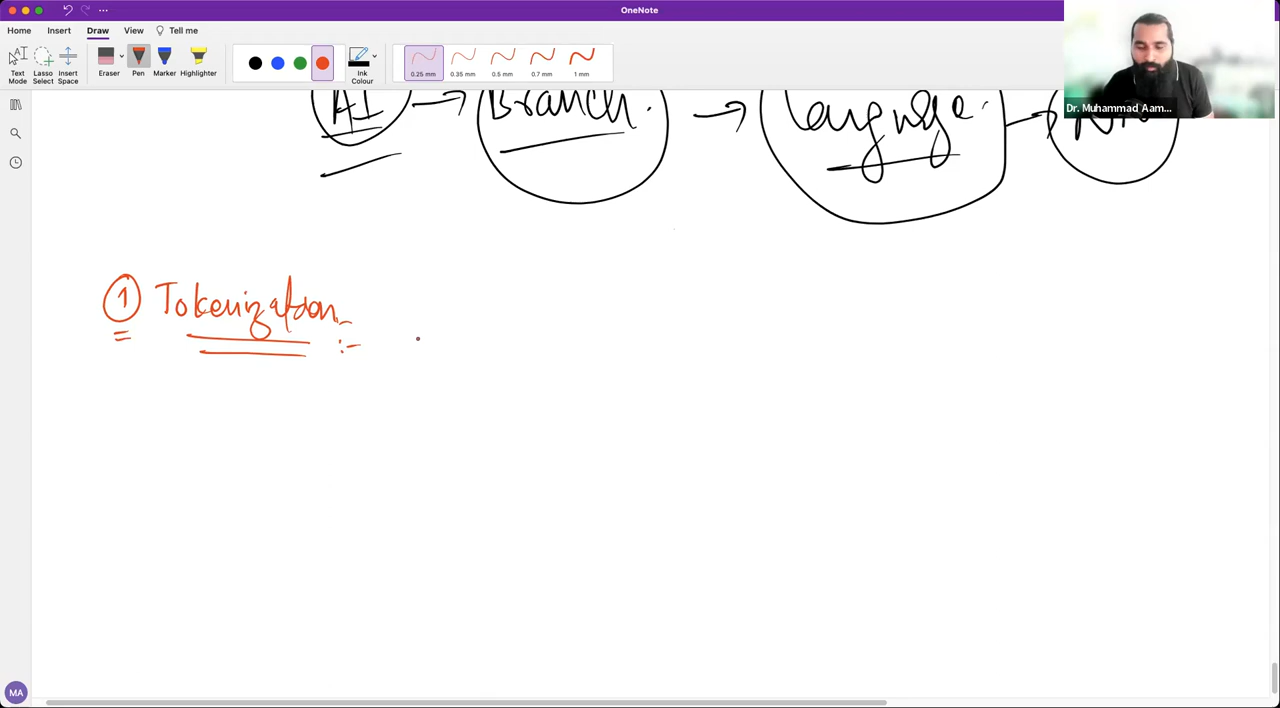 OneNote
Home Insert Draw View Tell me
Text Mode
Lasso Select
Insert Space
Eraser
Pen
Marker
Highlighter
Ink Colour
0.25 mm
0.35 mm
0.5 mm
0.7 mm
1 mm
Dr. Muhammad Aam...
AI → Branch. → language. →
① Tokenization :-
MA